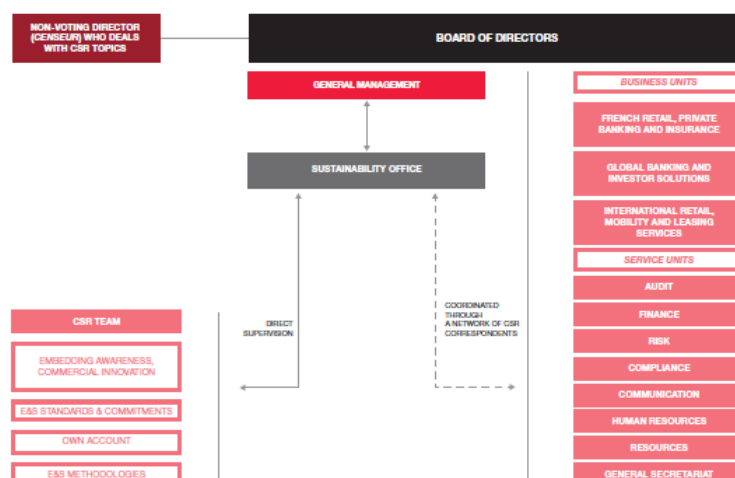 NON-VOTING DIRECTOR
(CENSEUR) WHO DEALS
WITH CSR TOPICS
BOARD OF DIRECTORS
GENERAL MANAGEMENT
SUSTAINABILITY OFFICE
DIRECT
SUPERVISION
COORDINATED
THROUGH
A NETWORK OF CSR
CORRESPONDENTS
CSR TEAM
EMBEDDING AWARENESS,
COMMERCIAL INNOVATION
E&S STANDARDS & COMMITMENTS
OWN ACCOUNT
E&S METHODOLOGIES
BUSINESS UNITS
FRENCH RETAIL, PRIVATE
BANKING AND INSURANCE
GLOBAL BANKING AND
INVESTOR SOLUTIONS
INTERNATIONAL RETAIL,
MOBILITY AND LEASING
SERVICES
SERVICE UNITS
AUDIT
FINANCE
RISK
COMPLIANCE
COMMUNICATION
HUMAN RESOURCES
RESOURCES
GENERAL SECRETARIAT